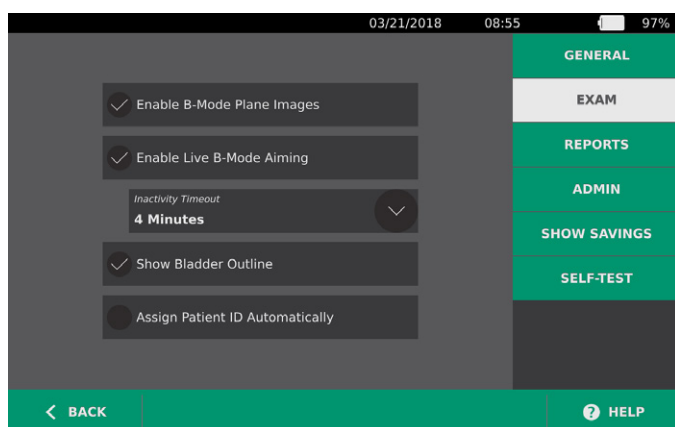 03/21/2018 08:55 97%
GENERAL
EXAM
REPORTS
ADMIN
SHOW SAVINGS
SELF-TEST
Enable B-Mode Plane Images
Enable Live B-Mode Aiming
Inactivity Timeout
4 Minutes
Show Bladder Outline
Assign Patient ID Automatically
BACK
? HELP